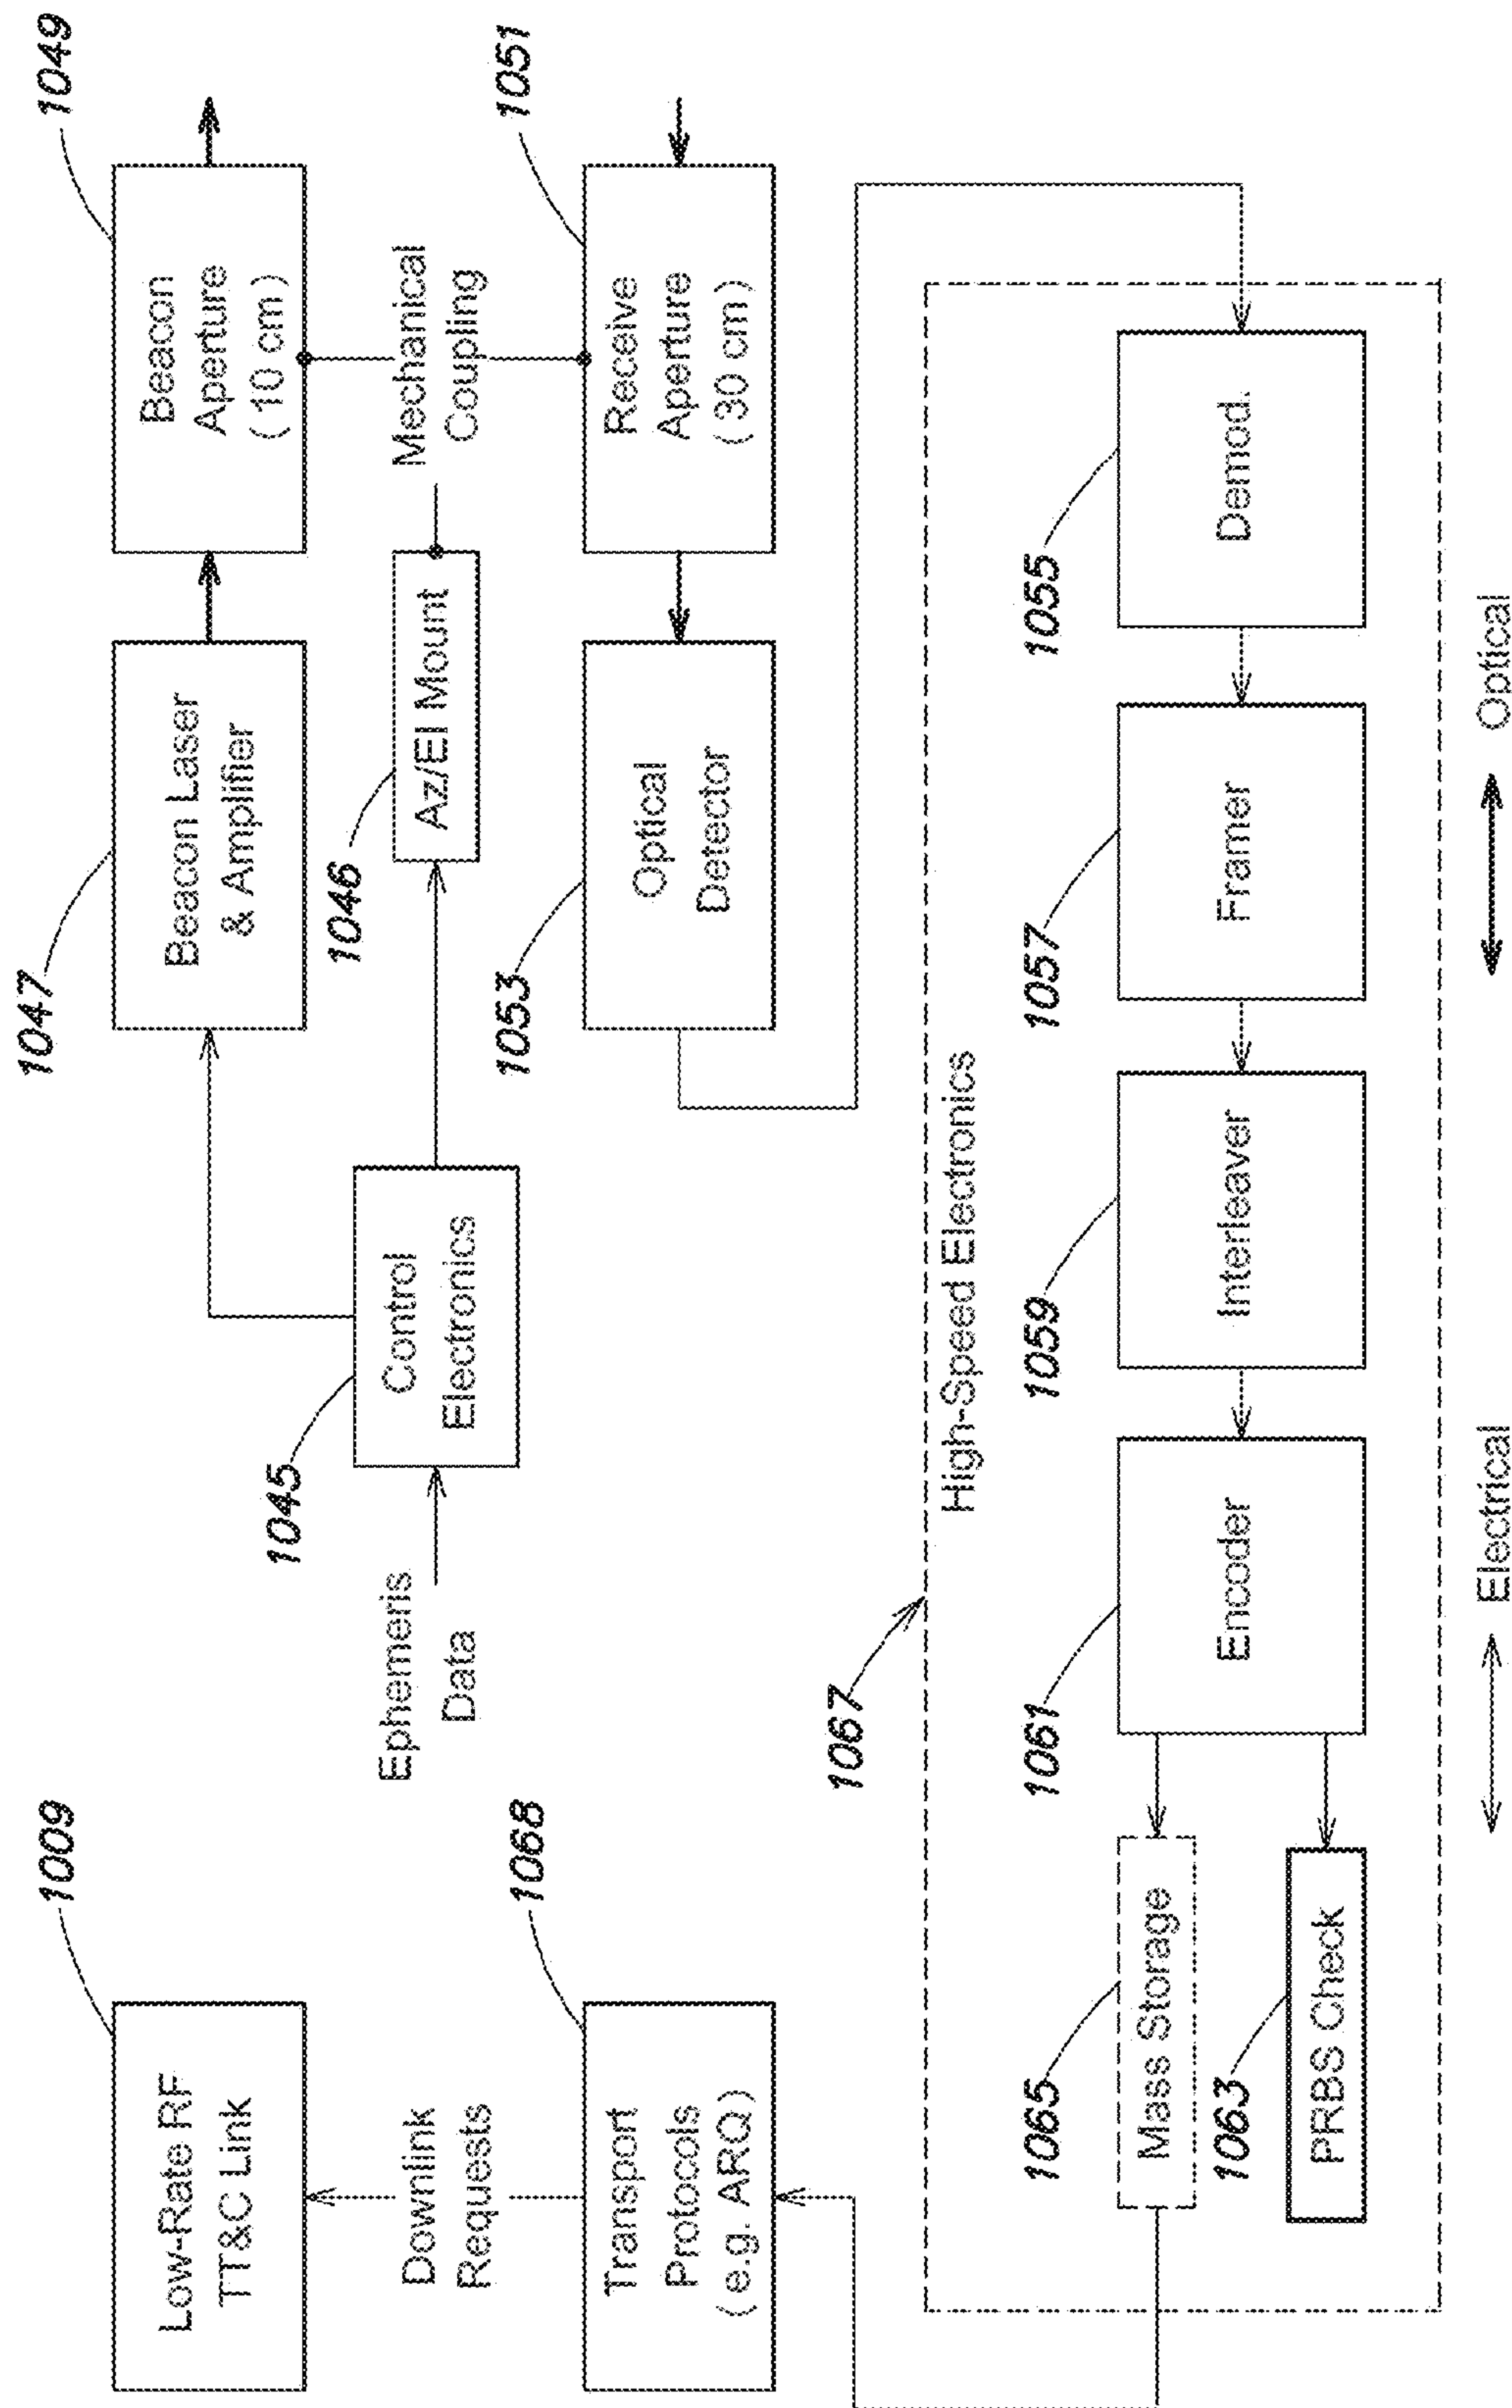 1009
Low-Rate RF
TT&C Link
Downlink
Requests
1068
Transport
Protocols
( e.g. ARQ )
Ephemeris
Data
1045
Control
Electronics
1047
Beacon Laser
& Amplifier
1049
Beacon
Aperture
( 10 cm )
1046
Az/El Mount
Mechanical
Coupling
1053
Optical
Detector
1051
Receive
Aperture
( 30 cm )
1067
High-Speed Electronics
1065
Mass Storage
1063
PRBS Check
1061
Encoder
1059
Interleaver
1057
Framer
1055
Demod.
Electrical
Optical